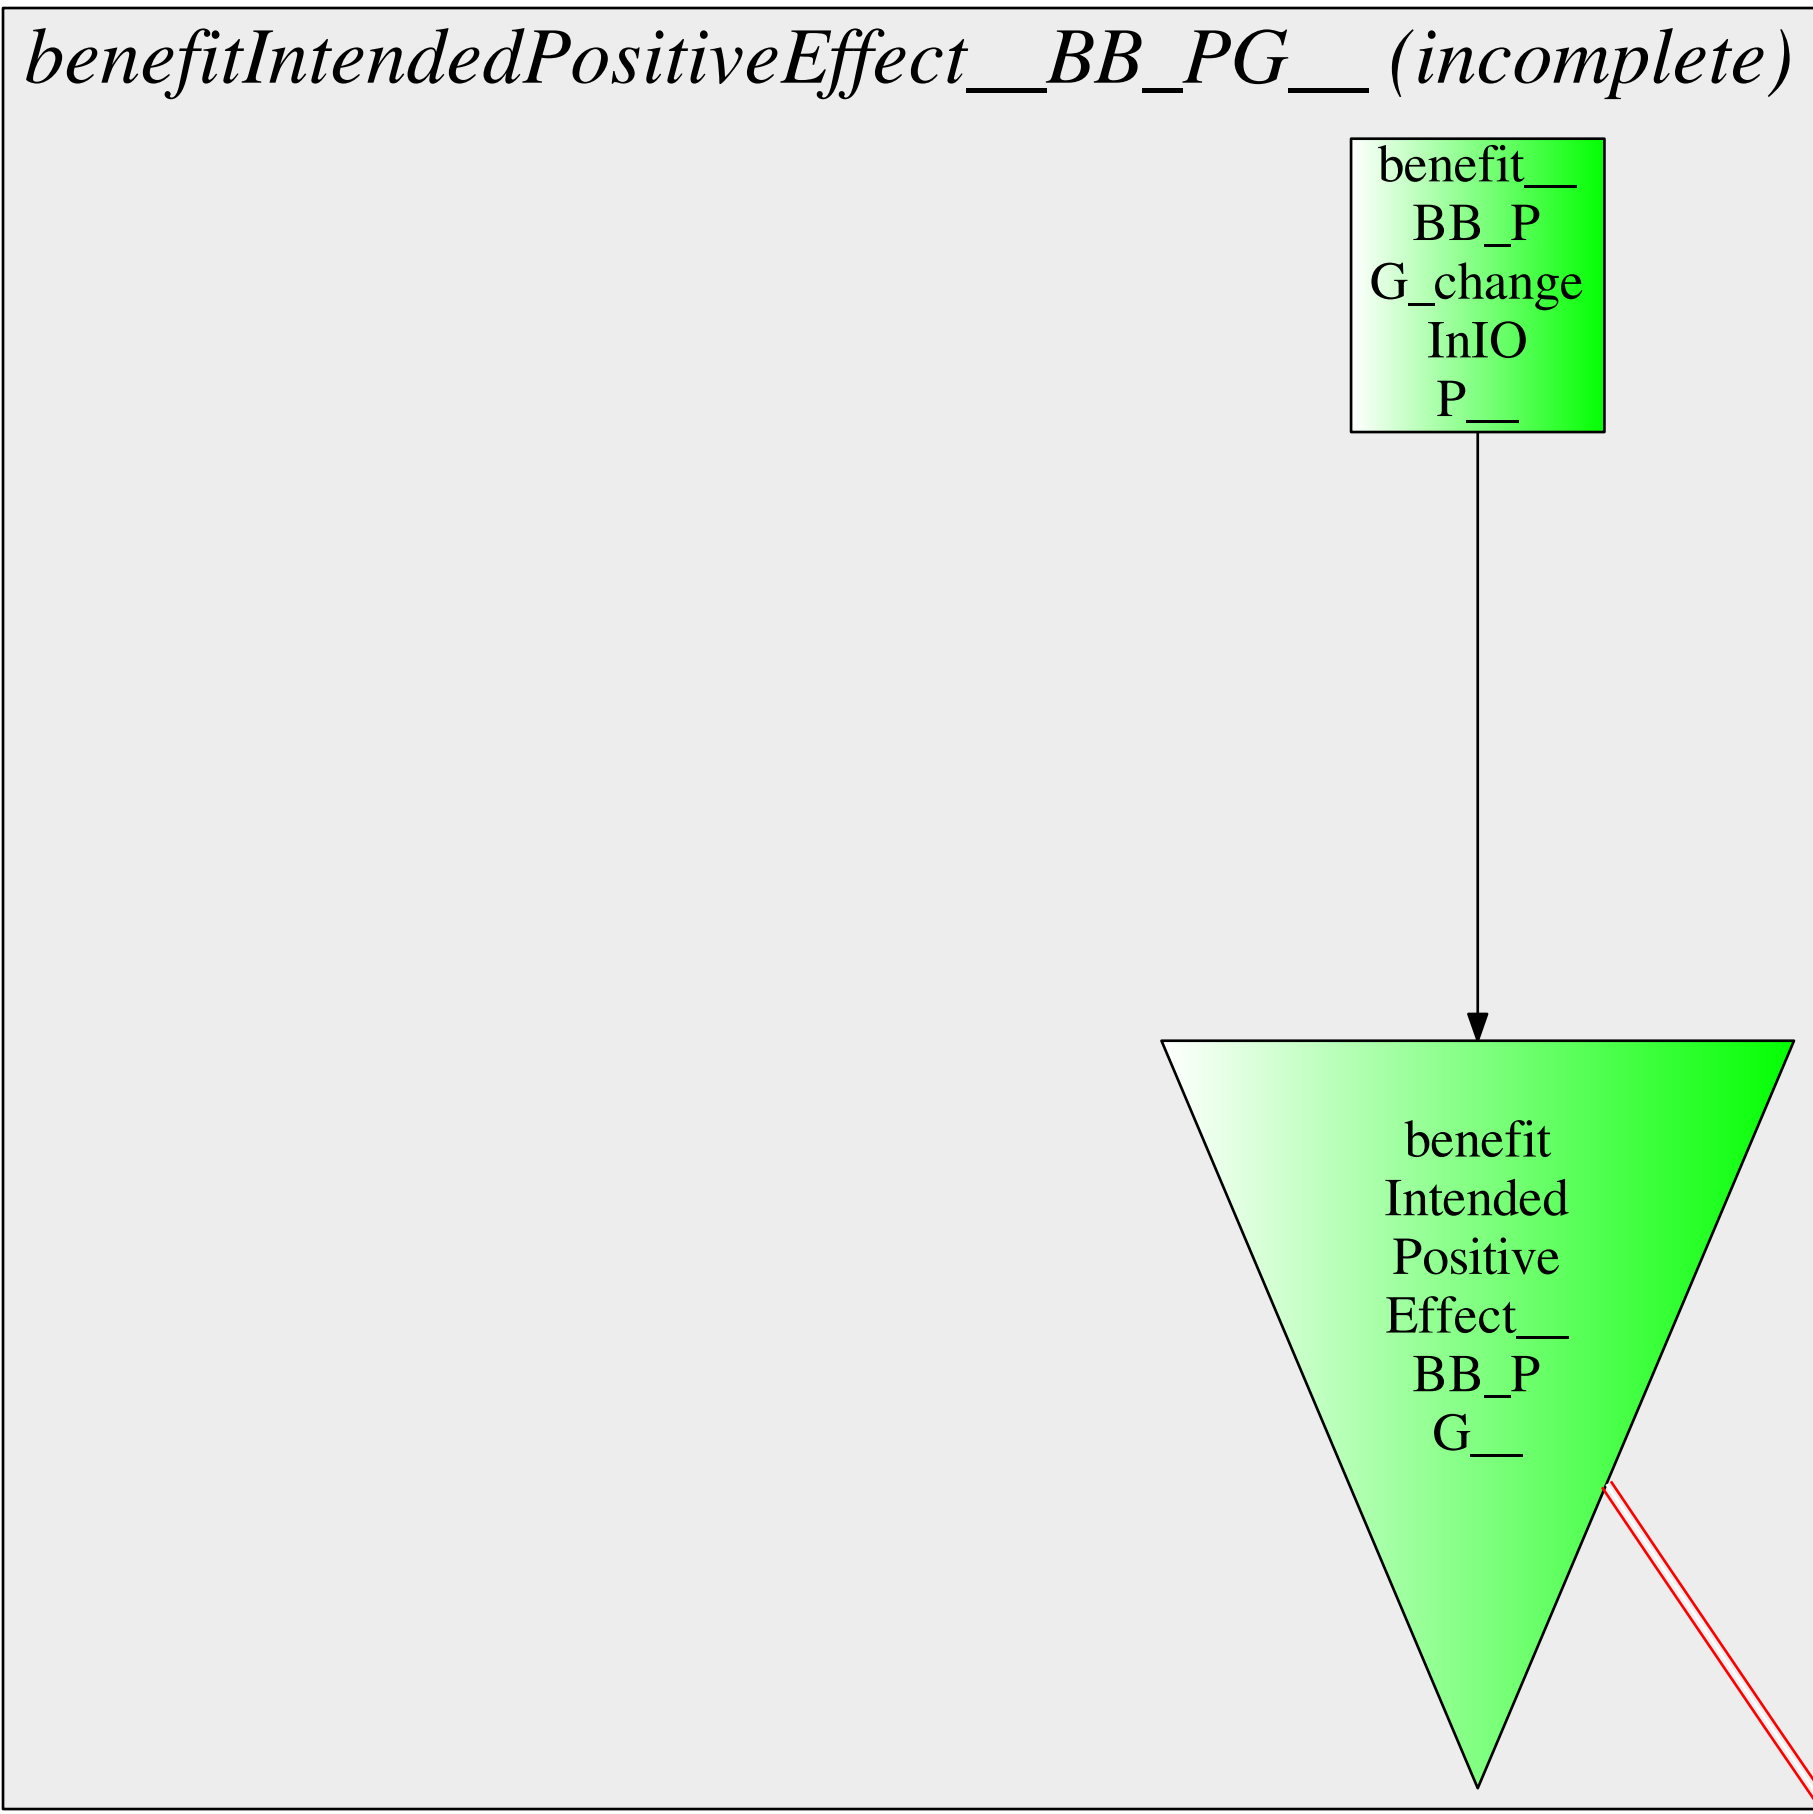 benefitIntendedPositiveEffect__BB_PG__ (incomplete)
benefit__
BB_P
G_change
InIO
P__
benefit
Intended
Positive
Effect__
BB_P
G__